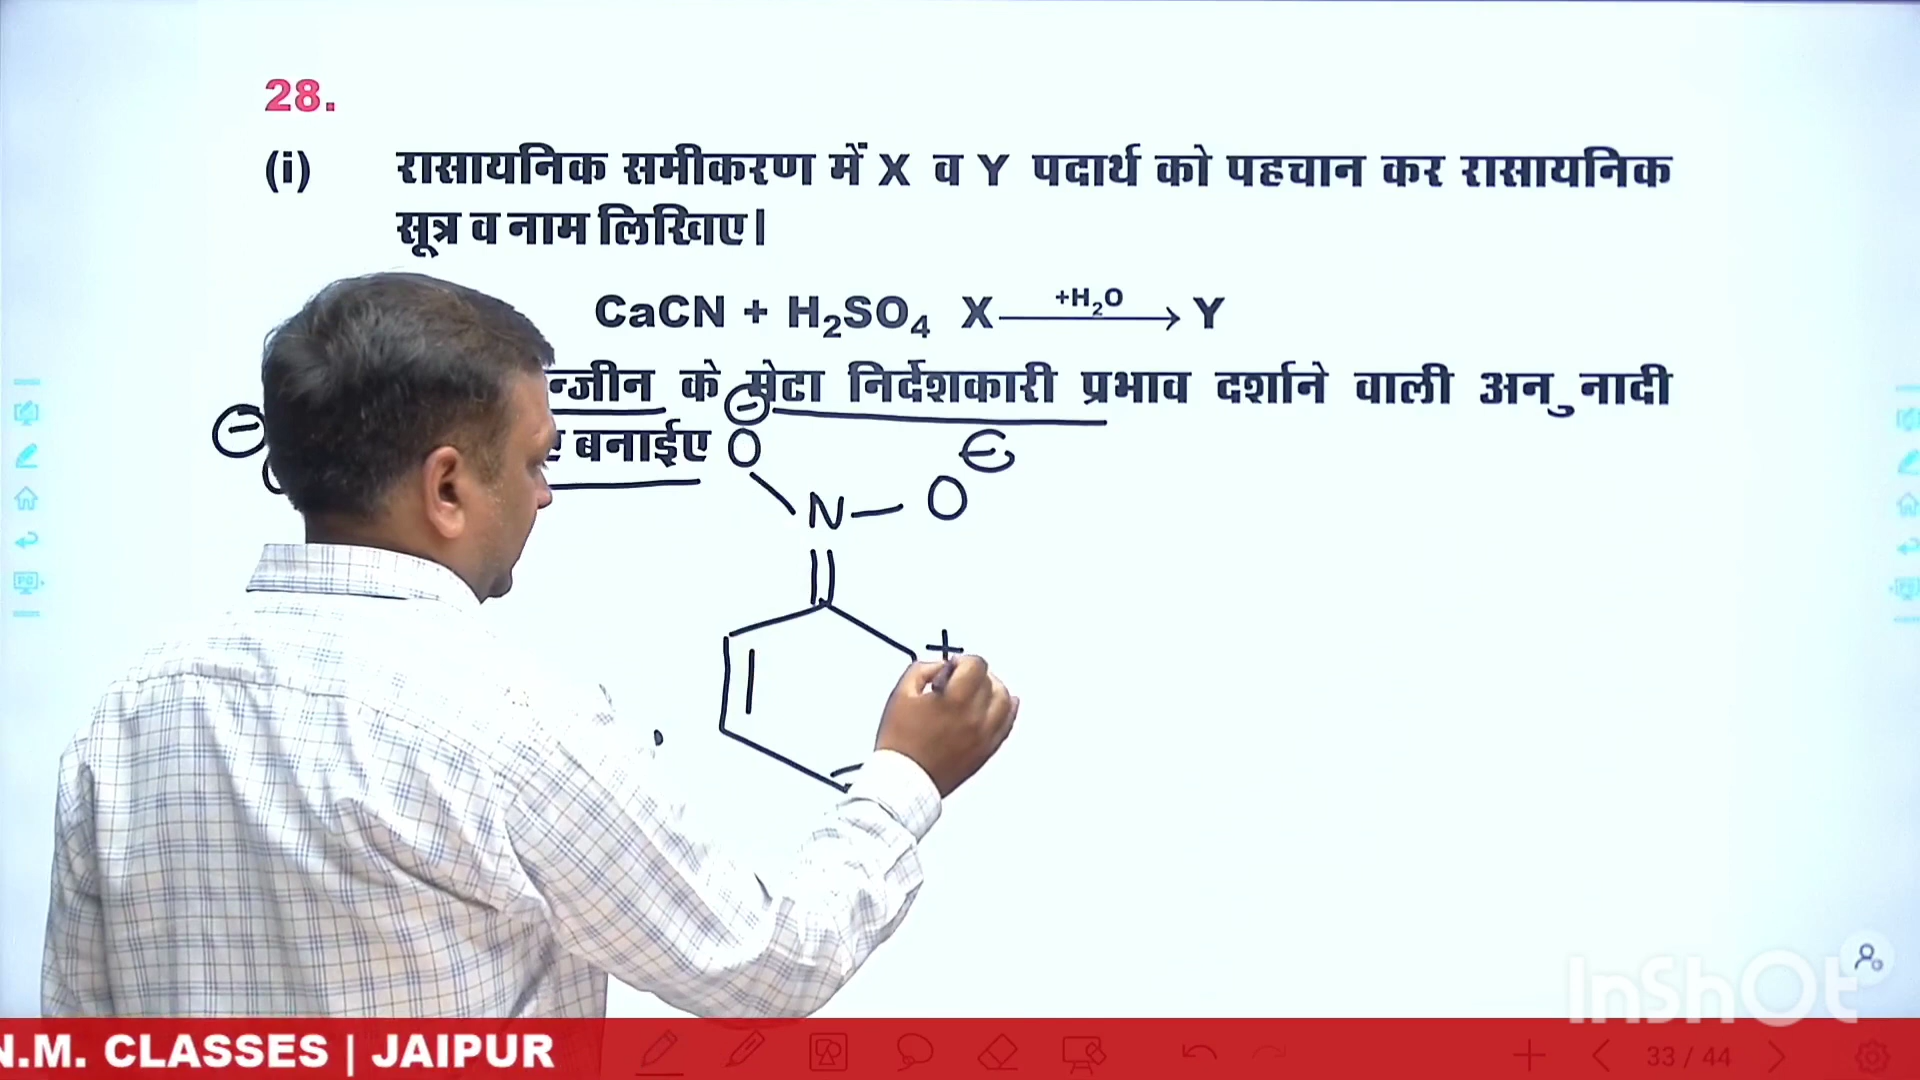 28.
(i) रासायनिक समीकरण में X व Y पदार्थ को पहचान कर रासायनिक
सूत्र व नाम लिखिए।
CaCN + H₂SO₄ X —+H₂O→ Y
न्जीन के मेटा निर्देशकारी प्रभाव दर्शाने वाली अनुनादी
बनाईए
⊖ O
⊖
N — O
+
InShOt
N.M. CLASSES | JAIPUR
33 / 44